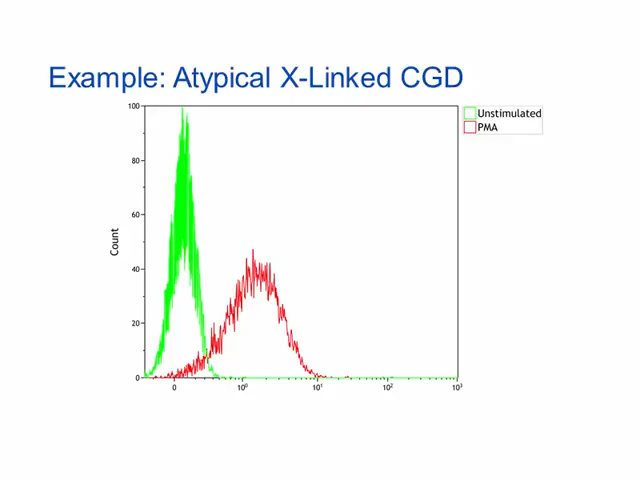 Example: Atypical X-Linked CGD
Unstimulated
PMA
100
80
60
40
20
0
Count
0 10⁰ 10¹ 10² 10³